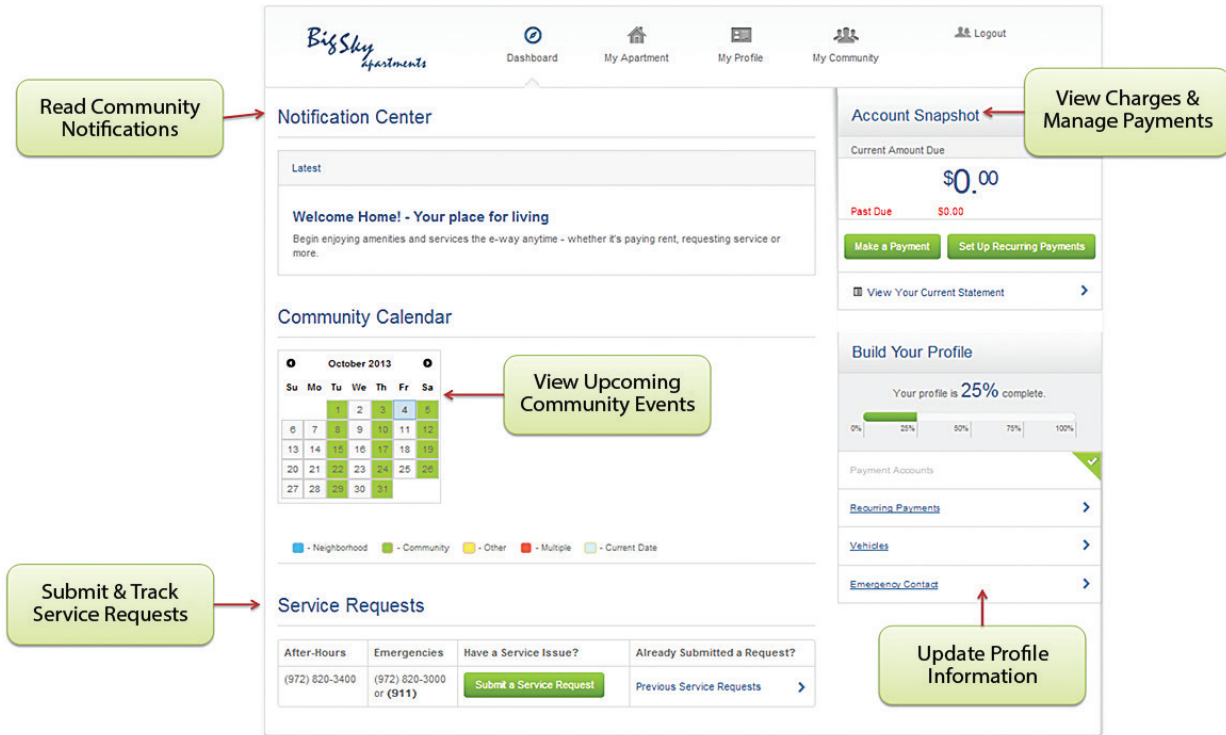 BigSky
apartments
Dashboard
My Apartment
My Profile
My Community
Logout
Read Community
Notifications
Notification Center
Latest
Welcome Home! - Your place for living
Begin enjoying amenities and services the e-way anytime - whether it's paying rent, requesting service or
more.
Account Snapshot
View Charges &
Manage Payments
Current Amount Due
$0.00
Past Due $0.00
Make a Payment
Set Up Recurring Payments
View Your Current Statement
Community Calendar
October 2013
Su Mo Tu We Th Fr Sa
1 2 3 4 5
6 7 8 9 10 11 12
13 14 15 16 17 18 19
20 21 22 23 24 25 26
27 28 29 30 31
View Upcoming
Community Events
- Neighborhood - Community - Other - Multiple - Current Date
Build Your Profile
Your profile is 25% complete.
0% 25% 50% 75% 100%
Payment Accounts
Recurring Payments
Vehicles
Emergency Contact
Update Profile
Information
Submit & Track
Service Requests
Service Requests
After-Hours Emergencies Have a Service Issue? Already Submitted a Request?
(972) 820-3400 (972) 820-3000 Submit a Service Request Previous Service Requests
or (911)